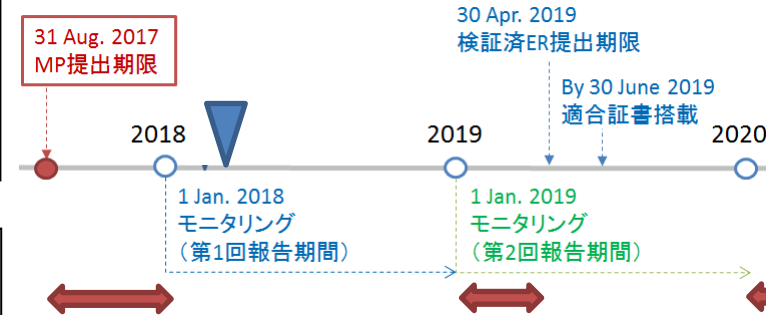 31 Aug. 2017
MP提出期限
30 Apr. 2019
検証済ER提出期限
By 30 June 2019
適合証書搭載
2018
2019
2020
1 Jan. 2018
モニタリング
（第1回報告期間）
1 Jan. 2019
モニタリング
（第2回報告期間）